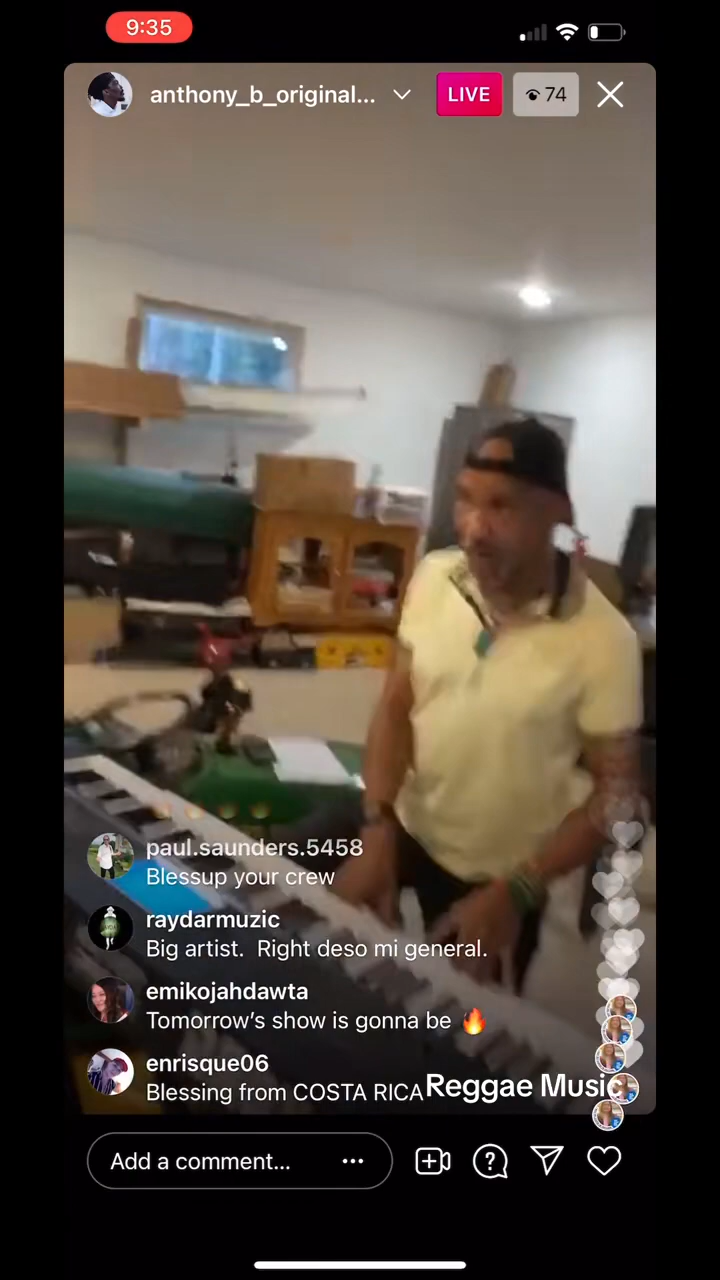 9:35
anthony_b_original...
LIVE
74
paul.saunders.5458
Blessup your crew
raydarmuzic
Big artist.  Right deso mi general.
emikojahdawta
Tomorrow’s show is gonna be 🔥
enrisque06
Blessing from COSTA RICA
Reggae Music
Add a comment...